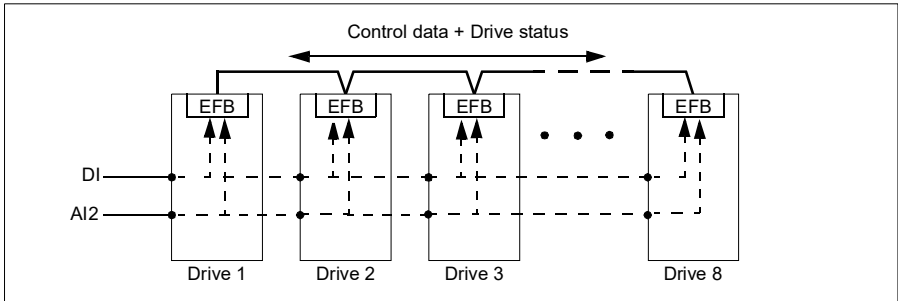 Control data + Drive status
EFB EFB EFB EFB
DI
AI2
Drive 1 Drive 2 Drive 3 Drive 8